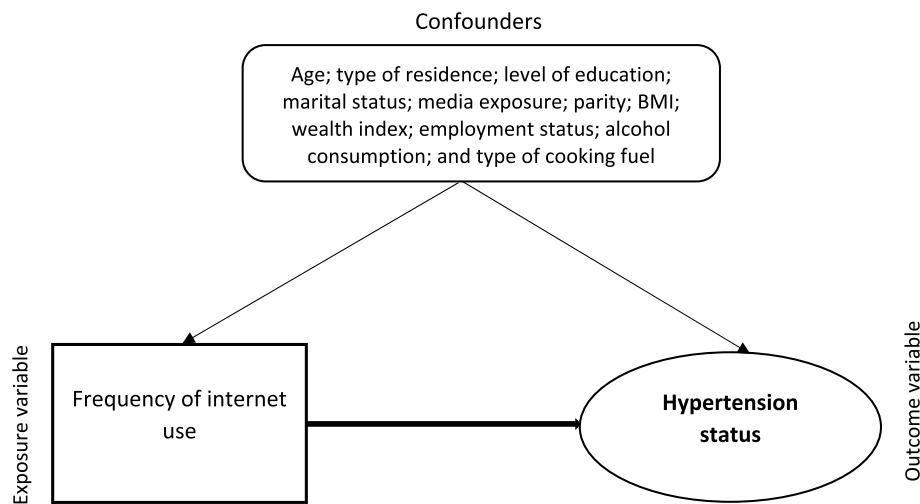 Confounders
Age; type of residence; level of education;
marital status; media exposure; parity; BMI;
wealth index; employment status; alcohol
consumption; and type of cooking fuel
Exposure variable
Frequency of internet
use
Hypertension
status
Outcome variable